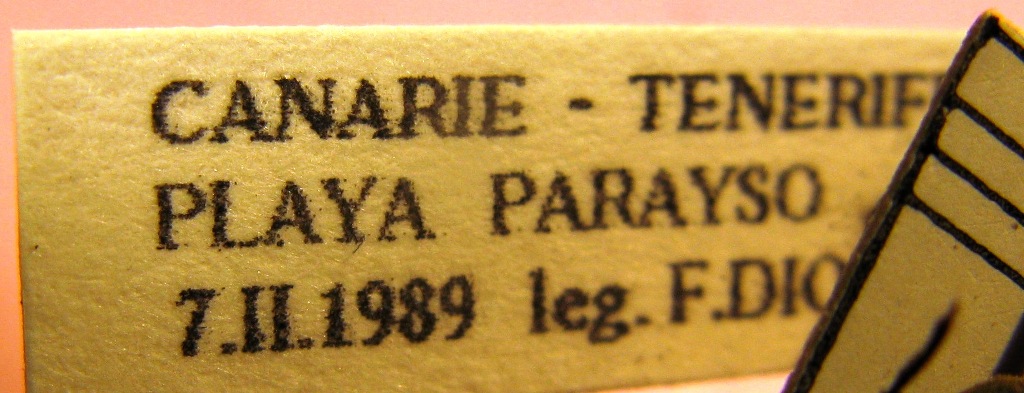 CANARIE - TENERIF
PLAYA PARAYSO
7.II.1989 leg. F.DIO